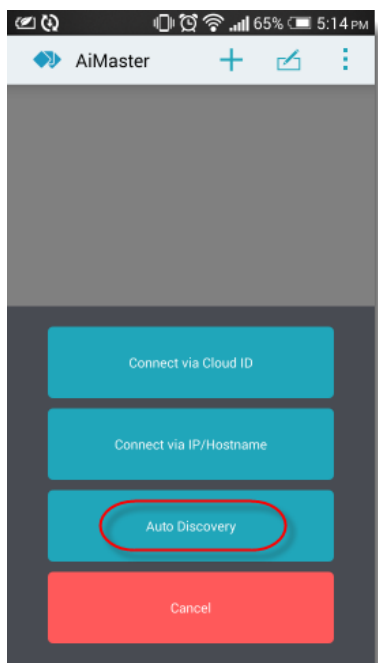 65% 5:14 PM
AiMaster
Connect via Cloud ID
Connect via IP/Hostname
Auto Discovery
Cancel